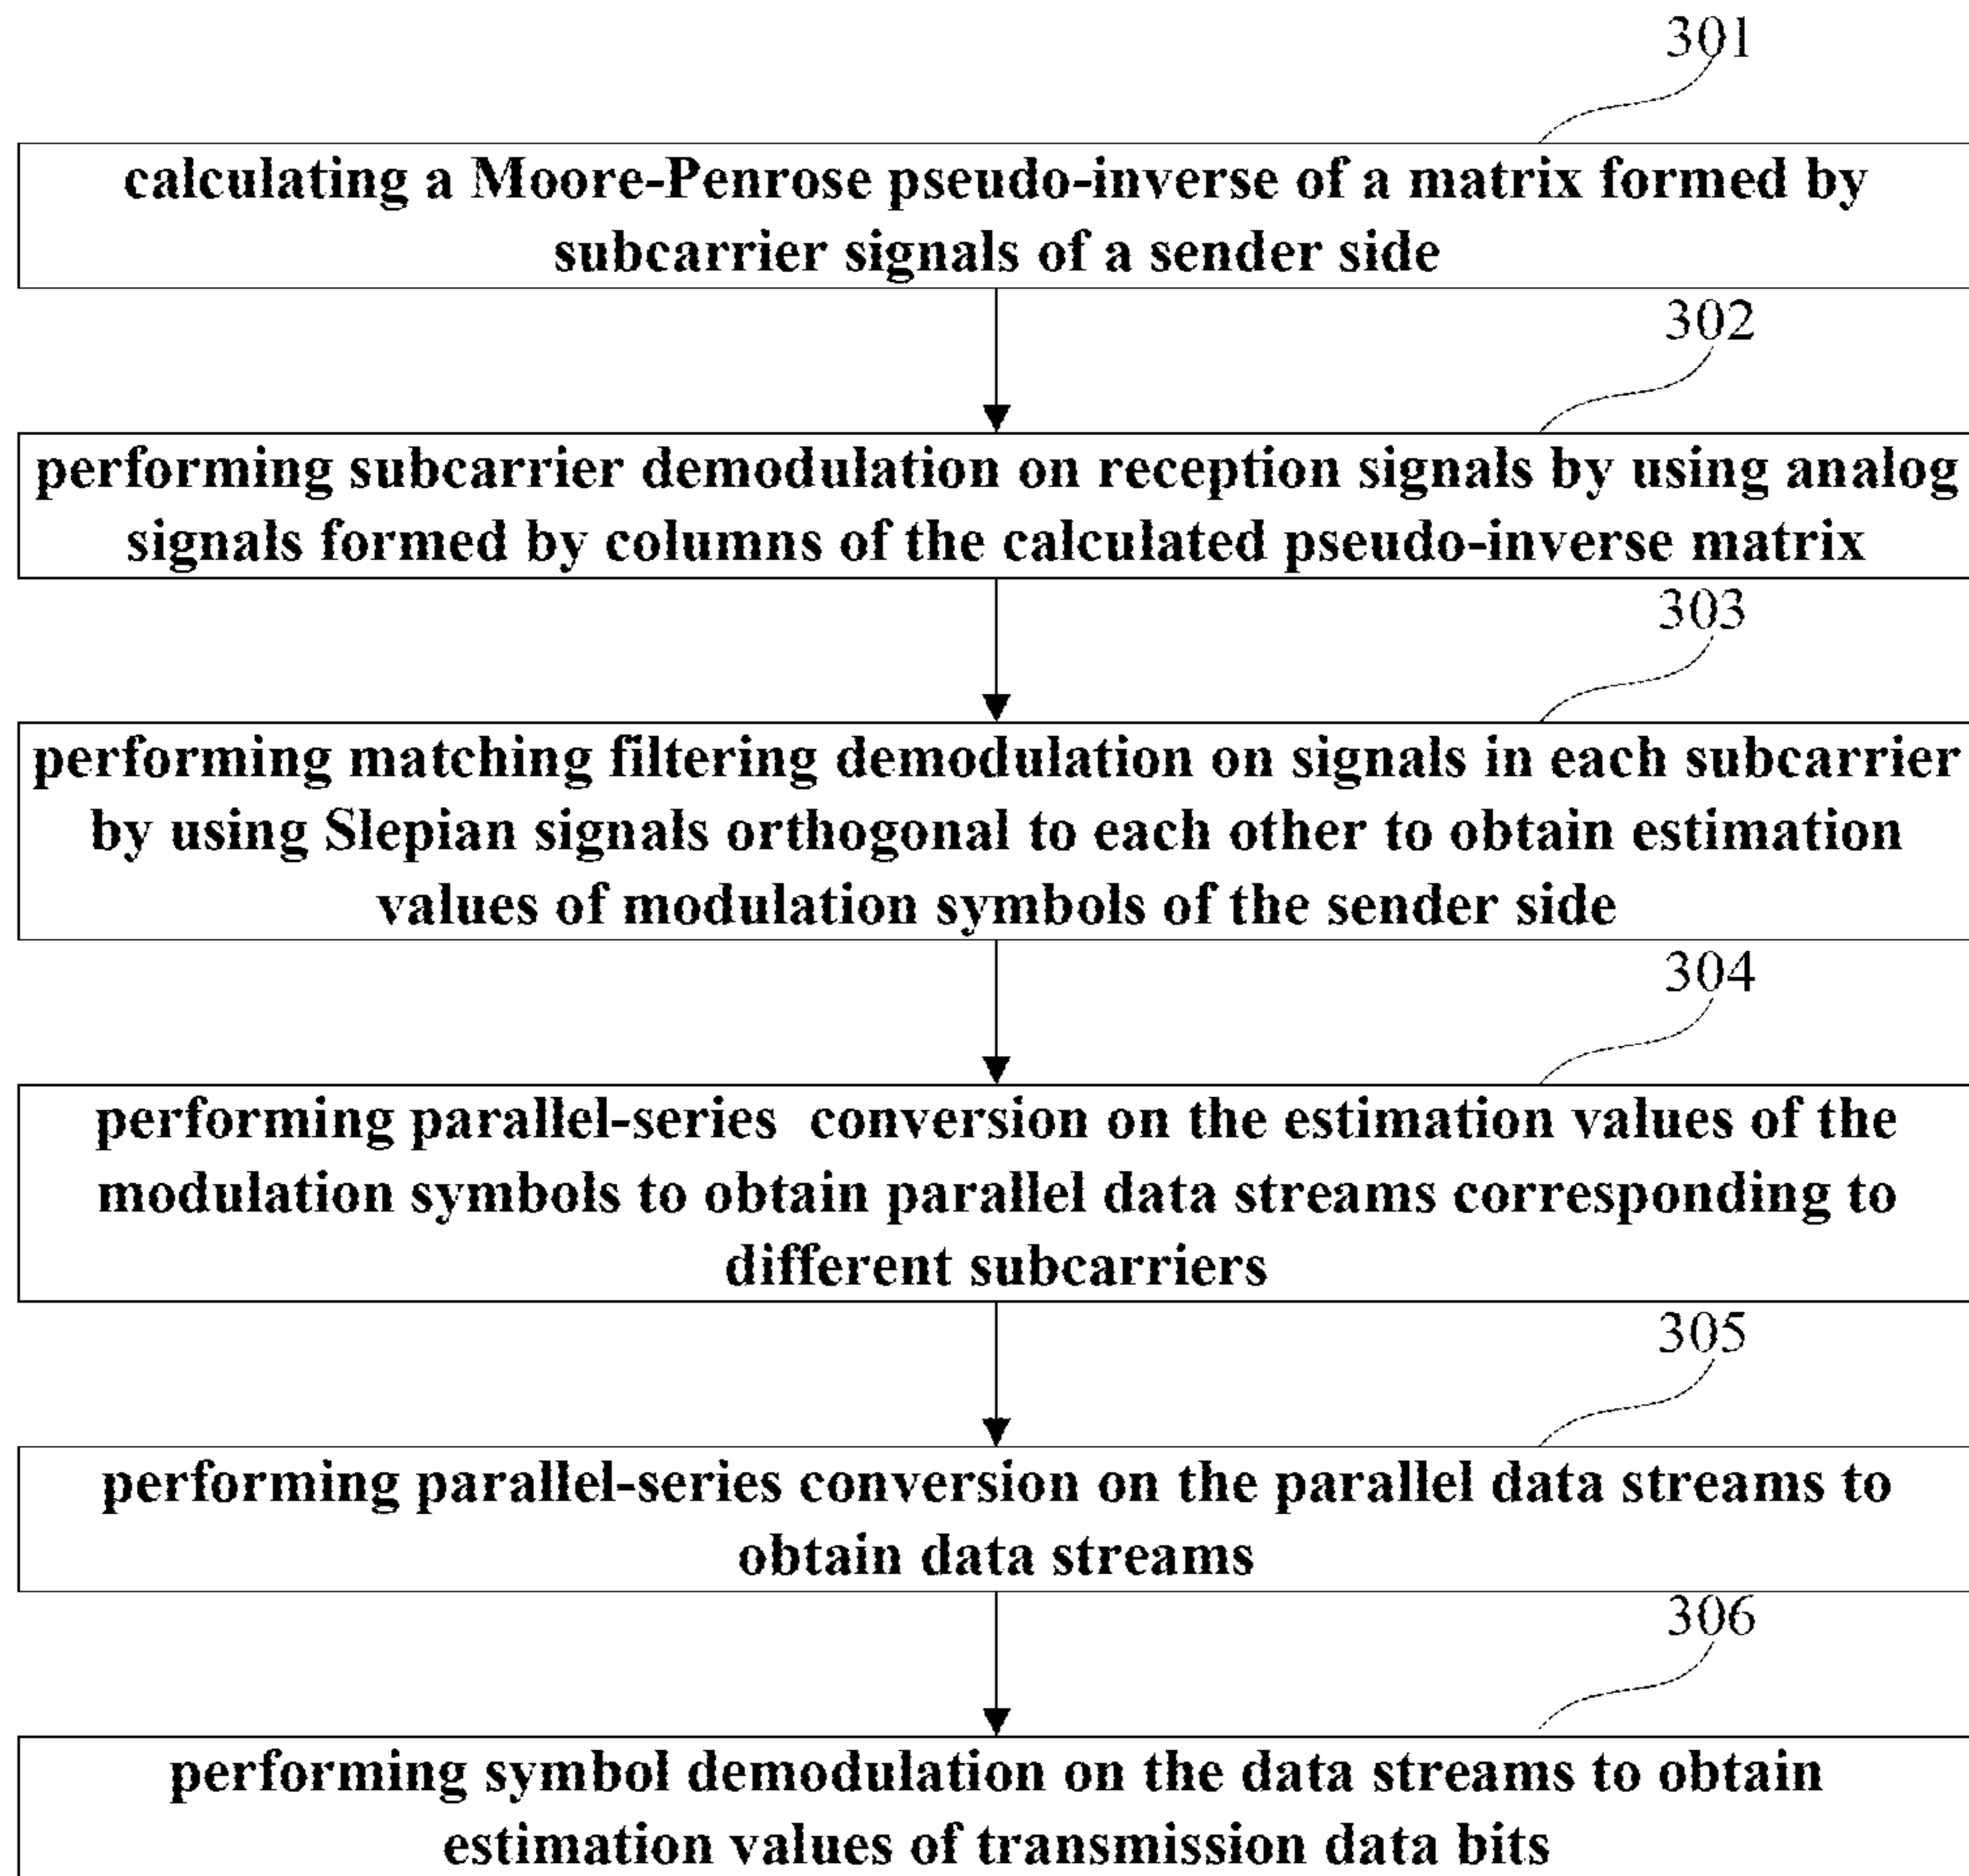 301
calculating a Moore-Penrose pseudo-inverse of a matrix formed by
subcarrier signals of a sender side
302
performing subcarrier demodulation on reception signals by using analog
signals formed by columns of the calculated pseudo-inverse matrix
303
performing matching filtering demodulation on signals in each subcarrier
by using Slepian signals orthogonal to each other to obtain estimation
values of modulation symbols of the sender side
304
performing parallel-series conversion on the estimation values of the
modulation symbols to obtain parallel data streams corresponding to
different subcarriers
305
performing parallel-series conversion on the parallel data streams to
obtain data streams
306
performing symbol demodulation on the data streams to obtain
estimation values of transmission data bits